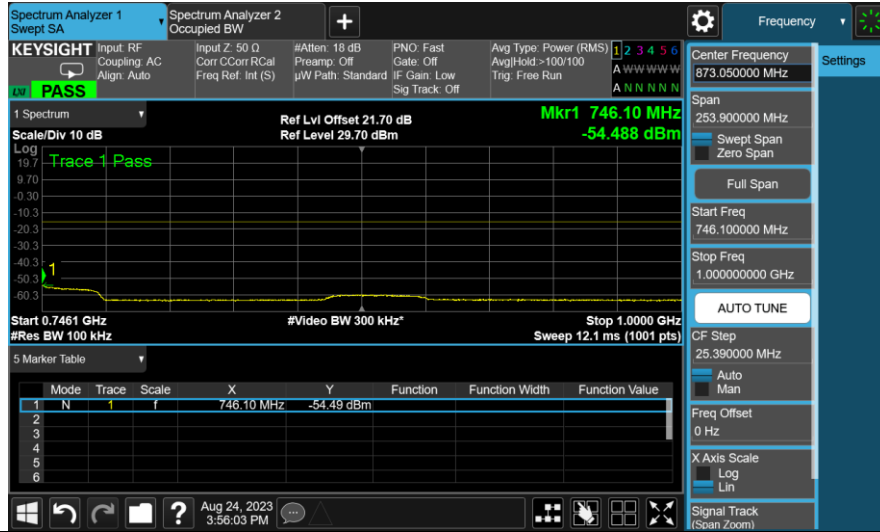 Spectrum Analyzer 1
Swept SA
Spectrum Analyzer 2
Occupied BW
+
Frequency
KEYSIGHT
Input: RF
Coupling: AC
Align: Auto
Input Z: 50 Ω
Corr CCorr RCal
Freq Ref: Int (S)
#Atten: 18 dB
Preamp: Off
µW Path: Standard
PNO: Fast
Gate: Off
IF Gain: Low
Sig Track: Off
Avg Type: Power (RMS)
Avg|Hold:>100/100
Trig: Free Run
1 2 3 4 5 6
A W W W W W
A N N N N N
LXI
PASS
1 Spectrum
Scale/Div 10 dB
Ref Lvl Offset 21.70 dB
Ref Level 29.70 dBm
Mkr1 746.10 MHz
-54.488 dBm
Log
Trace 1 Pass
19.7
9.70
-0.30
-10.3
-20.3
-30.3
-40.3
-50.3
-60.3
1
Start 0.7461 GHz
#Res BW 100 kHz
#Video BW 300 kHz*
Stop 1.0000 GHz
Sweep 12.1 ms (1001 pts)
5 Marker Table
Mode Trace Scale X Y Function Function Width Function Value
1 N 1 f 746.10 MHz -54.49 dBm
2
3
4
5
6
Aug 24, 2023
3:56:03 PM
Center Frequency
873.050000 MHz
Settings
Span
253.900000 MHz
Swept Span
Zero Span
Full Span
Start Freq
746.100000 MHz
Stop Freq
1.000000000 GHz
AUTO TUNE
CF Step
25.390000 MHz
Auto
Man
Freq Offset
0 Hz
X Axis Scale
Log
Lin
Signal Track
(Span Zoom)